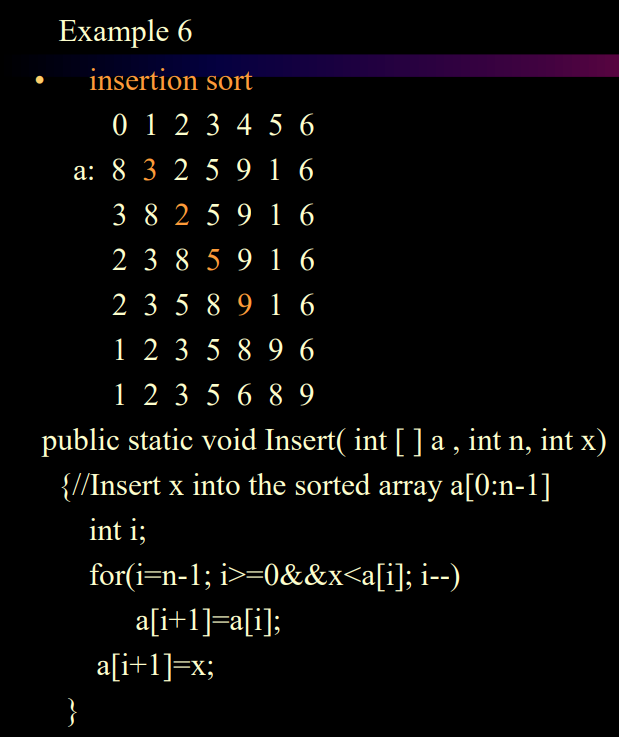 Example 6
• insertion sort
0 1 2 3 4 5 6
a: 8 3 2 5 9 1 6
3 8 2 5 9 1 6
2 3 8 5 9 1 6
2 3 5 8 9 1 6
1 2 3 5 8 9 6
1 2 3 5 6 8 9
public static void Insert( int [ ] a , int n, int x)
{//Insert x into the sorted array a[0:n-1]
int i;
for(i=n-1; i>=0&&x<a[i]; i--)
a[i+1]=a[i];
a[i+1]=x;
}